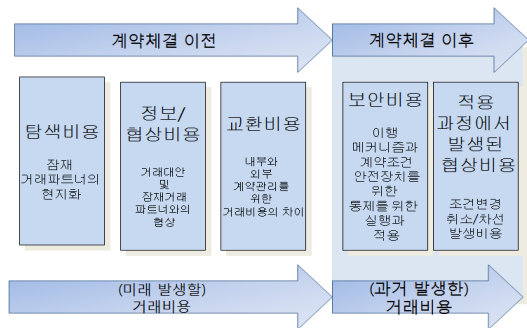 계약체결 이전
계약체결 이후
탐색비용
잠재
거래파트너의
현지화
정보/
협상비용
거래대안
및
잠재거래
파트너와의
협상
교환비용
내부와
외부
계약관리를
위한
거래비용의 차이
보안비용
이행
메커니즘과
계약조건
안전장치를
위한
통제를 위한
실행과
적용
적용
과정에서
발생된
협상비용
조건변경
취소/차선
발생비용
(미래 발생할)
거래비용
(과거 발생한)
거래비용